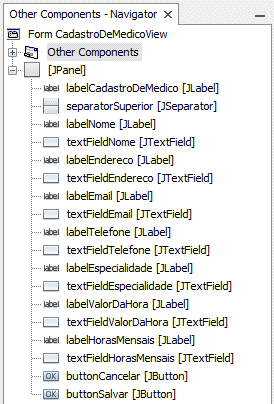 Other Components - Navigator
Form CadastroDeMedicoView
Other Components
[JPanel]
label labelCadastroDeMedico [JLabel]
separatorSuperior [JSeparator]
label labelNome [JLabel]
textFieldNome [JTextField]
label labelEndereco [JLabel]
textFieldEndereco [JTextField]
label labelEmail [JLabel]
textFieldEmail [JTextField]
label labelTelefone [JLabel]
textFieldTelefone [JTextField]
label labelEspecialidade [JLabel]
textFieldEspecialidade [JTextField]
label labelValorDaHora [JLabel]
textFieldValorDaHora [JTextField]
label labelHorasMensais [JLabel]
textFieldHorasMensais [JTextField]
OK buttonCancelar [JButton]
OK buttonSalvar [JButton]